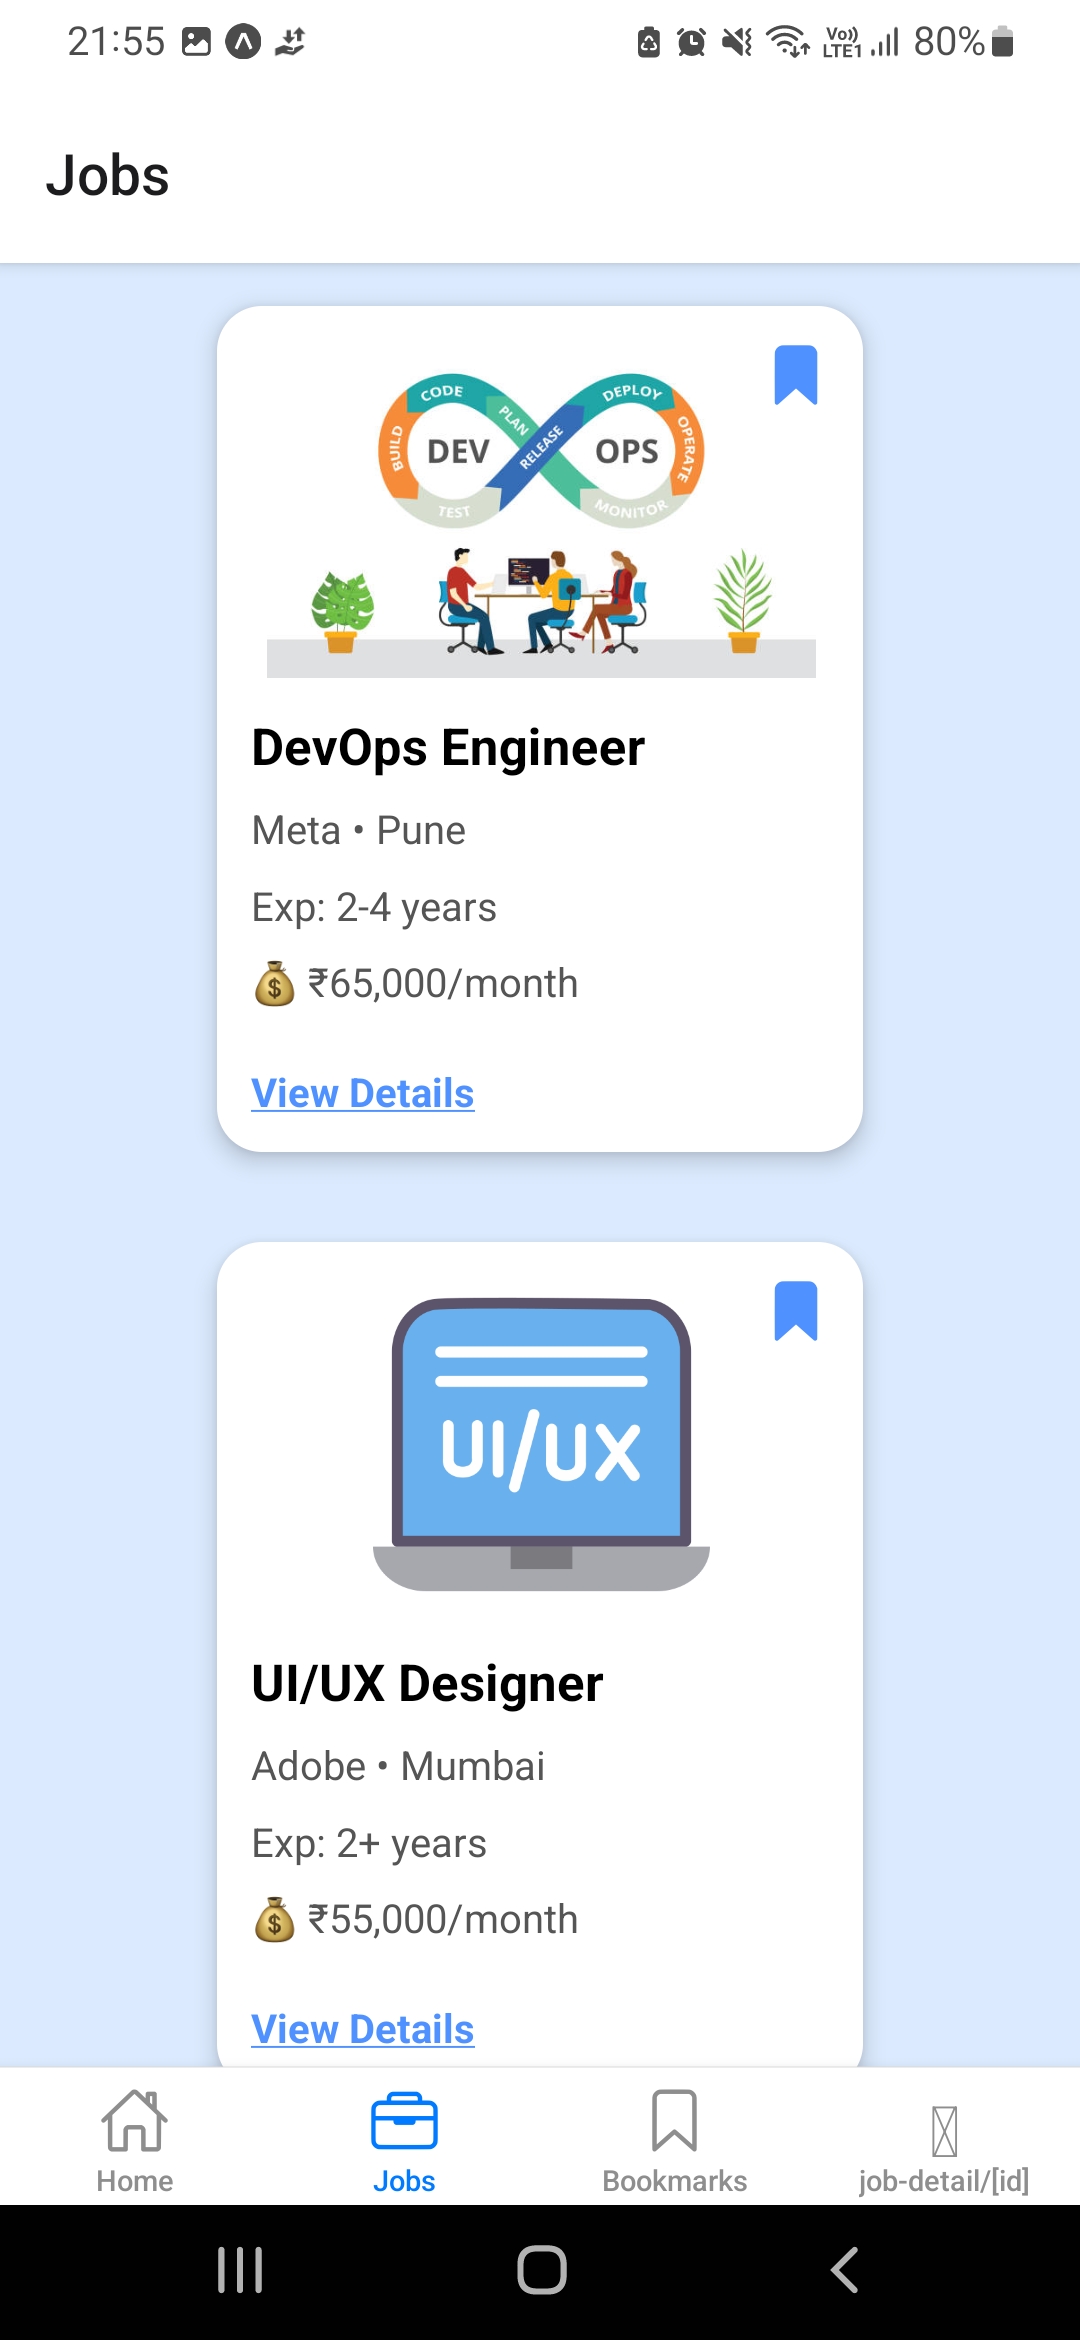 21:55 Vo)) LTE1 80%
Jobs
CODE DEPLOY
BUILD PLAN RELEASE OPERATE
DEV OPS
TEST MONITOR
DevOps Engineer
Meta • Pune
Exp: 2-4 years
💰 ₹65,000/month
View Details
UI/UX
UI/UX Designer
Adobe • Mumbai
Exp: 2+ years
💰 ₹55,000/month
View Details
Home Jobs Bookmarks job-detail/[id]